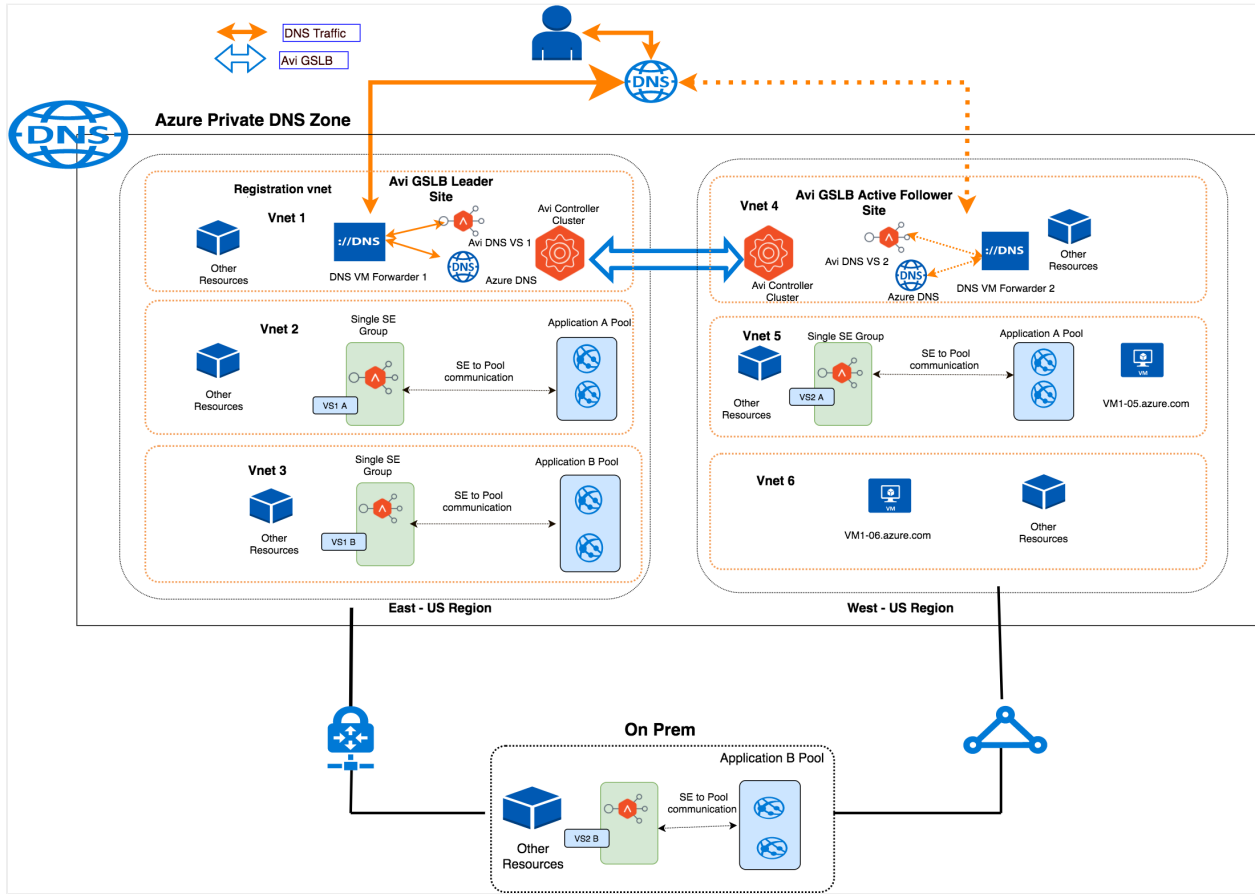 DNS Traffic
Avi GSLB
DNS
DNS
Azure Private DNS Zone
Registration vnet
Vnet 1
Avi GSLB Leader
Site
Other
Resources
://DNS
DNS VM Forwarder 1
Avi DNS VS 1
DNS
Azure DNS
Avi Controller
Cluster
Vnet 2
Other
Resources
Single SE
Group
VS1 A
SE to Pool
communication
Application A Pool
Vnet 3
Other
Resources
Single SE
Group
VS1 B
SE to Pool
communication
Application B Pool
East - US Region
Vnet 4
Avi GSLB Active Follower
Site
Avi Controller
Cluster
Avi DNS VS 2
DNS
Azure DNS
://DNS
DNS VM Forwarder 2
Other
Resources
Vnet 5
Other
Resources
Single SE Group
VS2 A
SE to Pool
communication
Application A Pool
VM
VM1-05.azure.com
Vnet 6
VM
VM1-06.azure.com
Other
Resources
West - US Region
On Prem
Other
Resources
VS2 B
SE to Pool
communication
Application B Pool